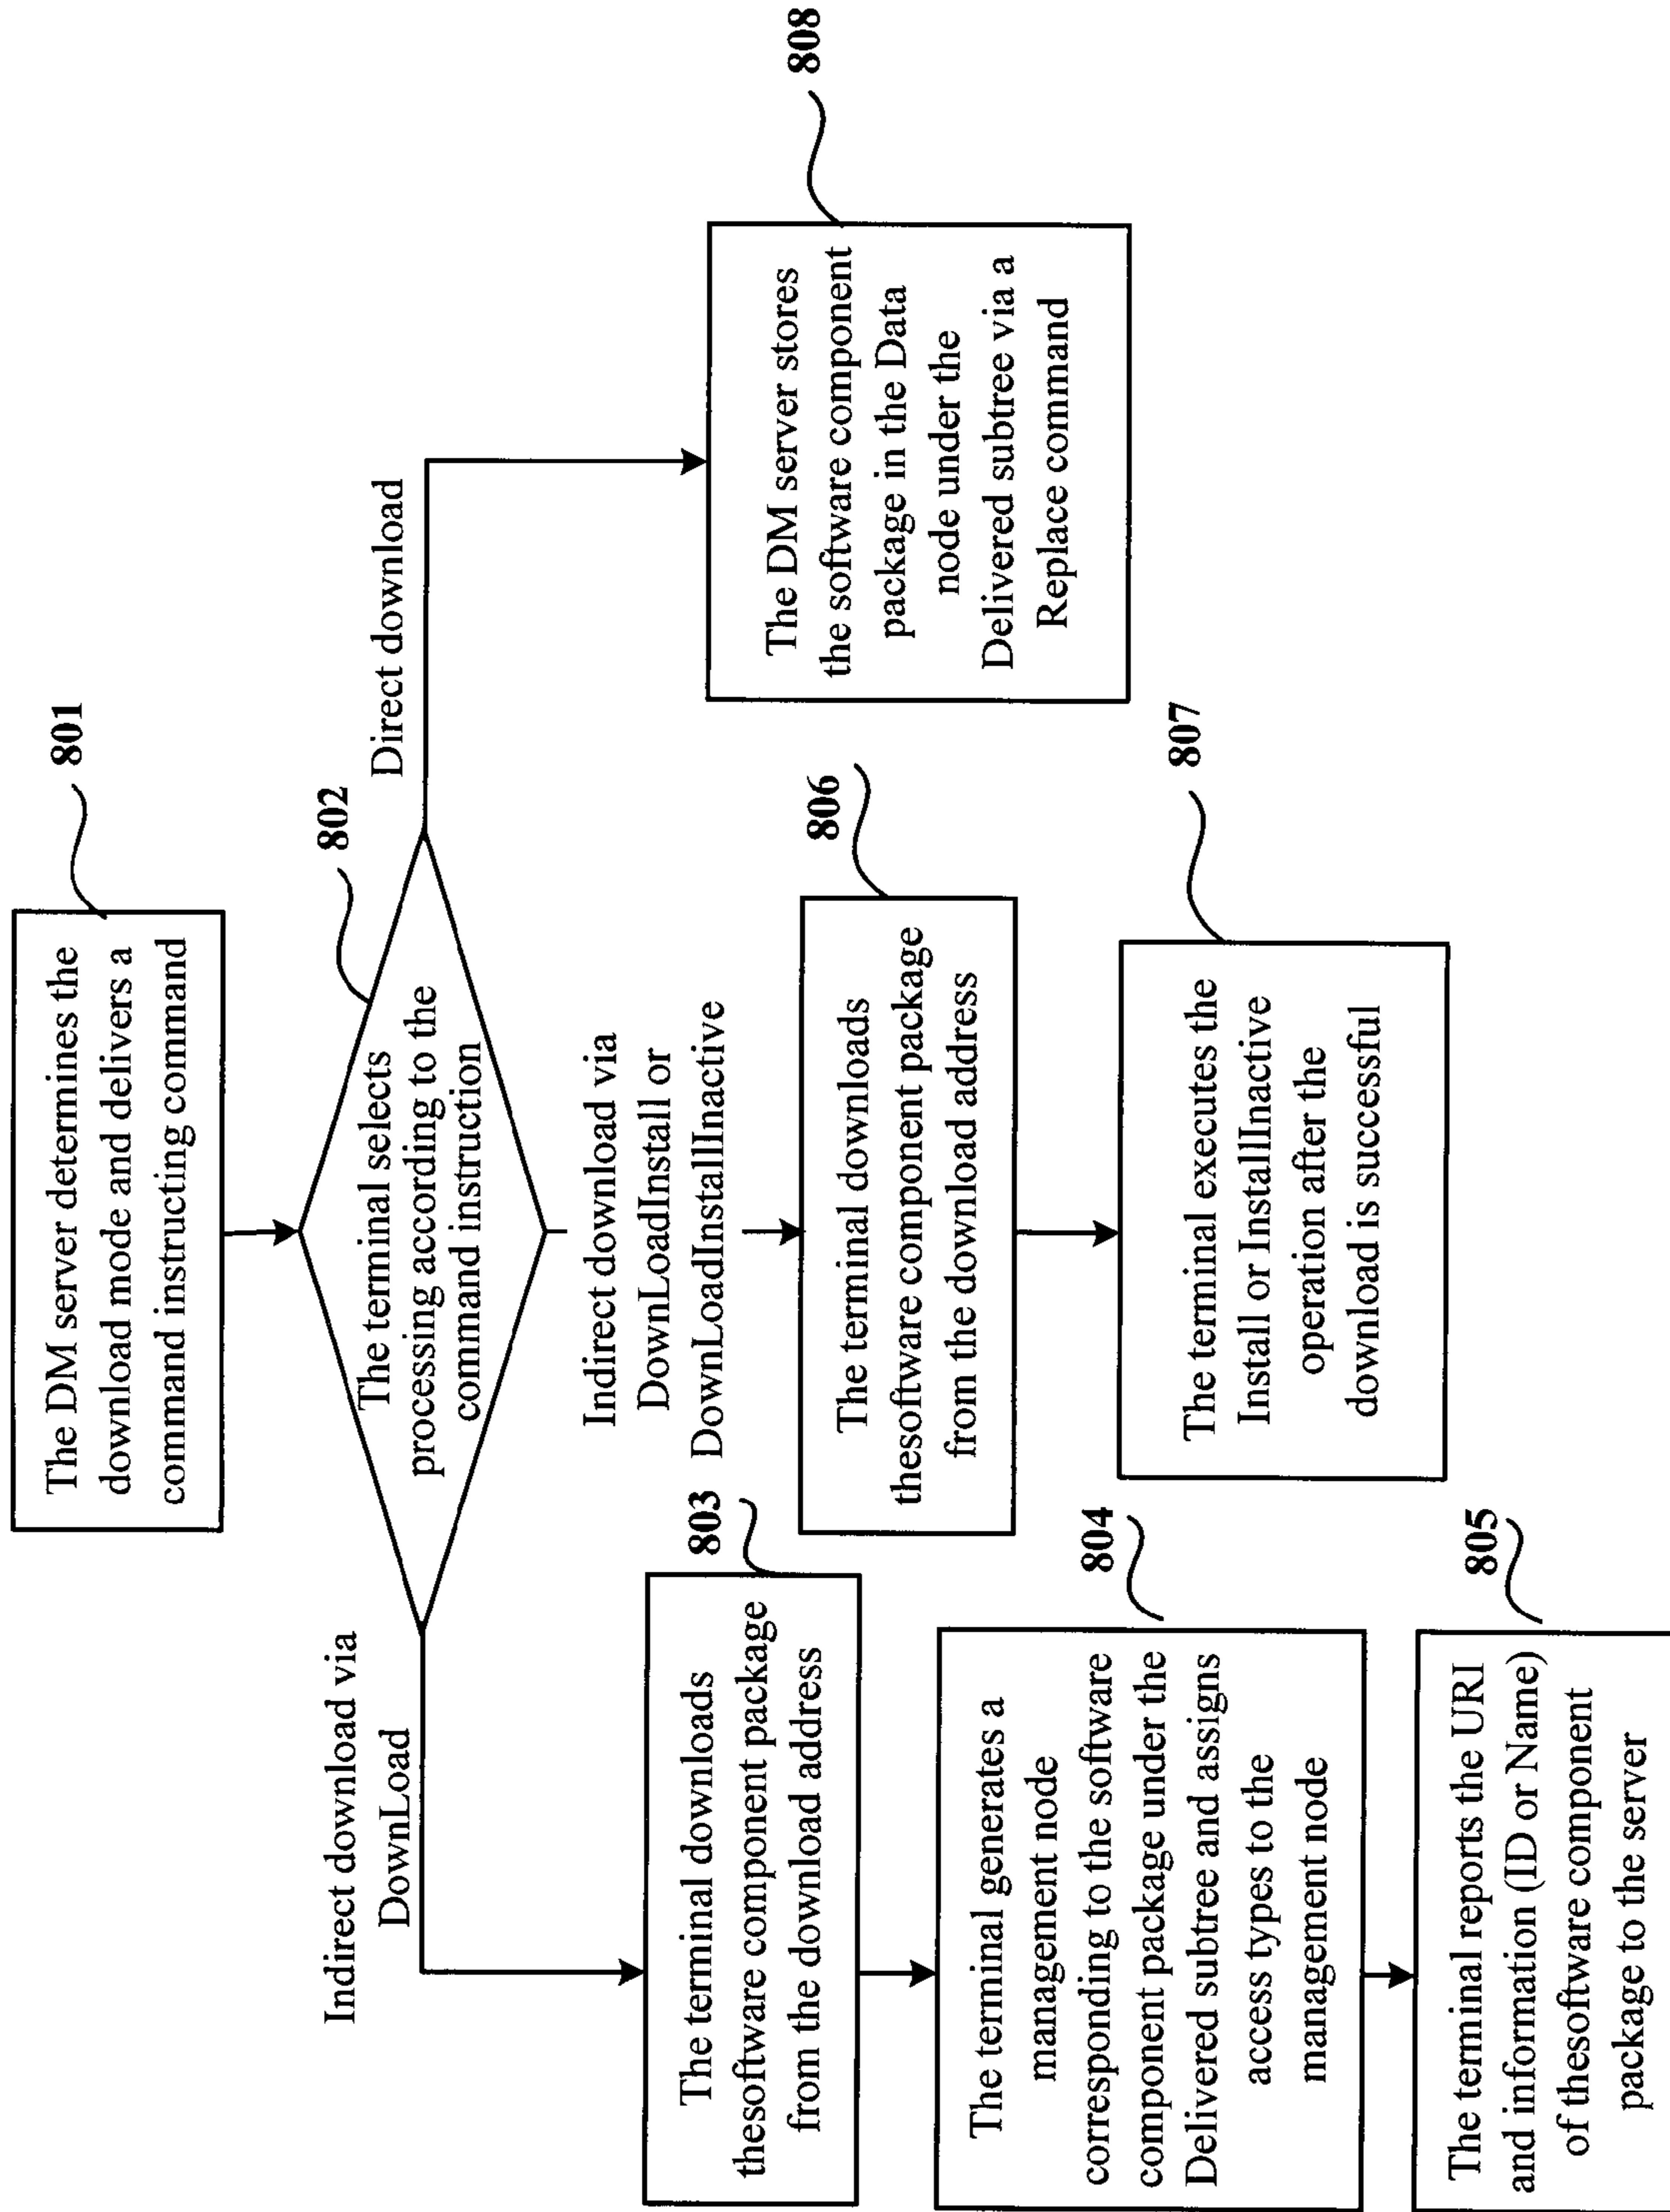 The DM server determines the
download mode and delivers a
command instructing command
801
The terminal selects
processing according to the
command instruction
802
Indirect download via
DownLoad
The terminal downloads
thesoftware component package
from the download address
803
The terminal generates a
management node
corresponding to the software
component package under the
Delivered subtree and assigns
access types to the
management node
804
The terminal reports the URI
and information (ID or Name)
of thesoftware component
package to the server
805
Indirect download via
DownLoadInstall or
DownLoadInstallInactive
The terminal downloads
thesoftware component package
from the download address
806
The terminal executes the
Install or InstallInactive
operation after the
download is successful
807
Direct download
The DM server stores
the software component
package in the Data
node under the
Delivered subtree via a
Replace command
808